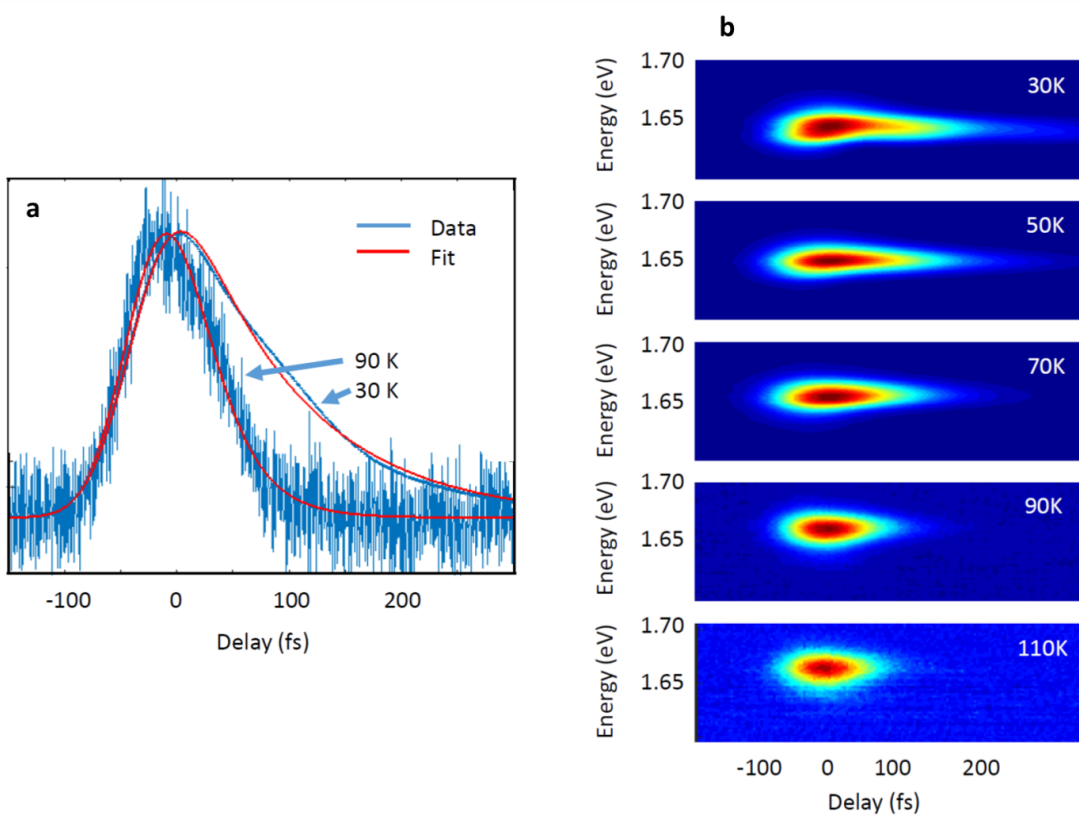 a
Data
Fit
90 K
30 K
-100 0 100 200
Delay (fs)
b
Energy (eV)
1.70
1.65
30K
Energy (eV)
1.70
1.65
50K
Energy (eV)
1.70
1.65
70K
Energy (eV)
1.70
1.65
90K
Energy (eV)
1.70
1.65
110K
-100 0 100 200
Delay (fs)